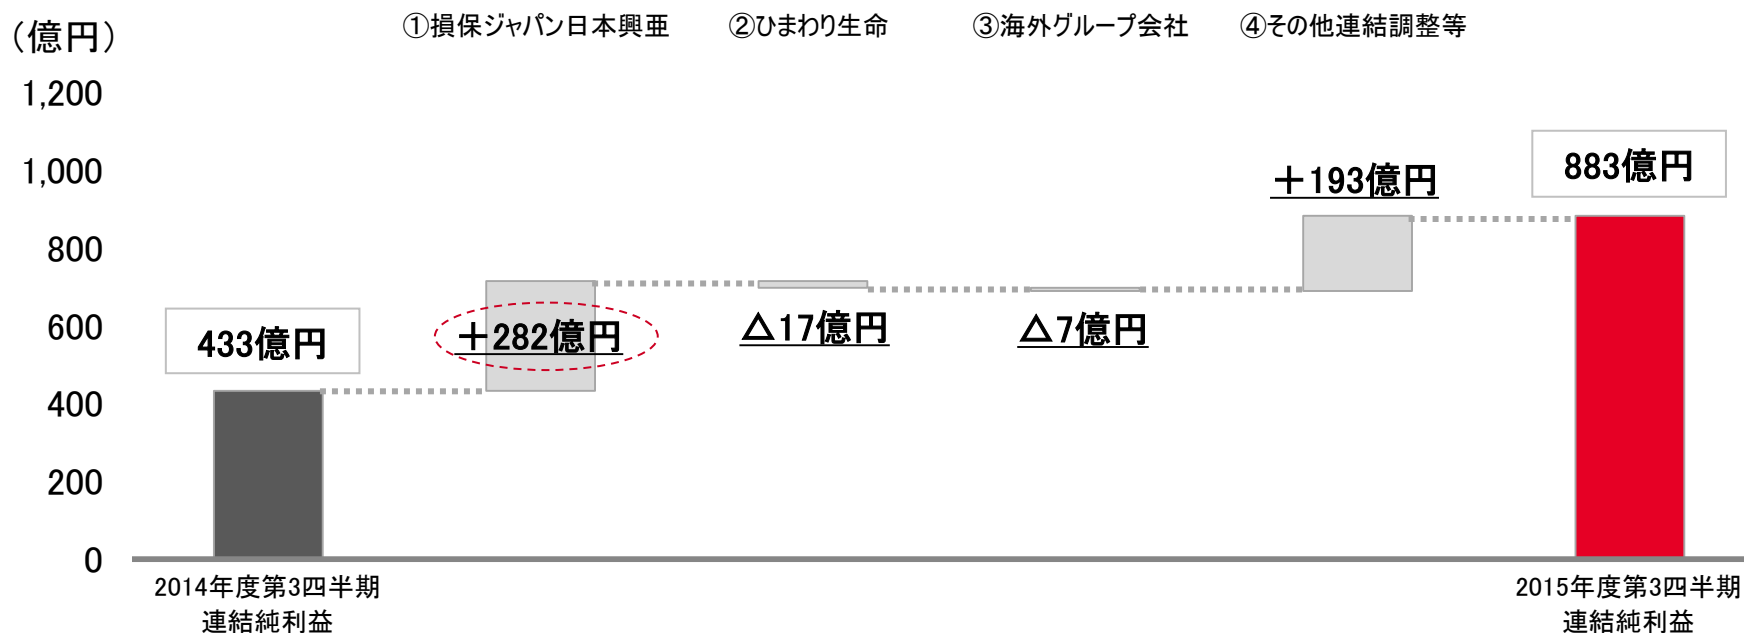 （億円）
①損保ジャパン日本興亜
②ひまわり生命
③海外グループ会社
④その他連結調整等
1,200
1,000
800
600
400
200
0
433億円
＋282億円
△17億円
△7億円
＋193億円
883億円
2014年度第3四半期
連結純利益
2015年度第3四半期
連結純利益